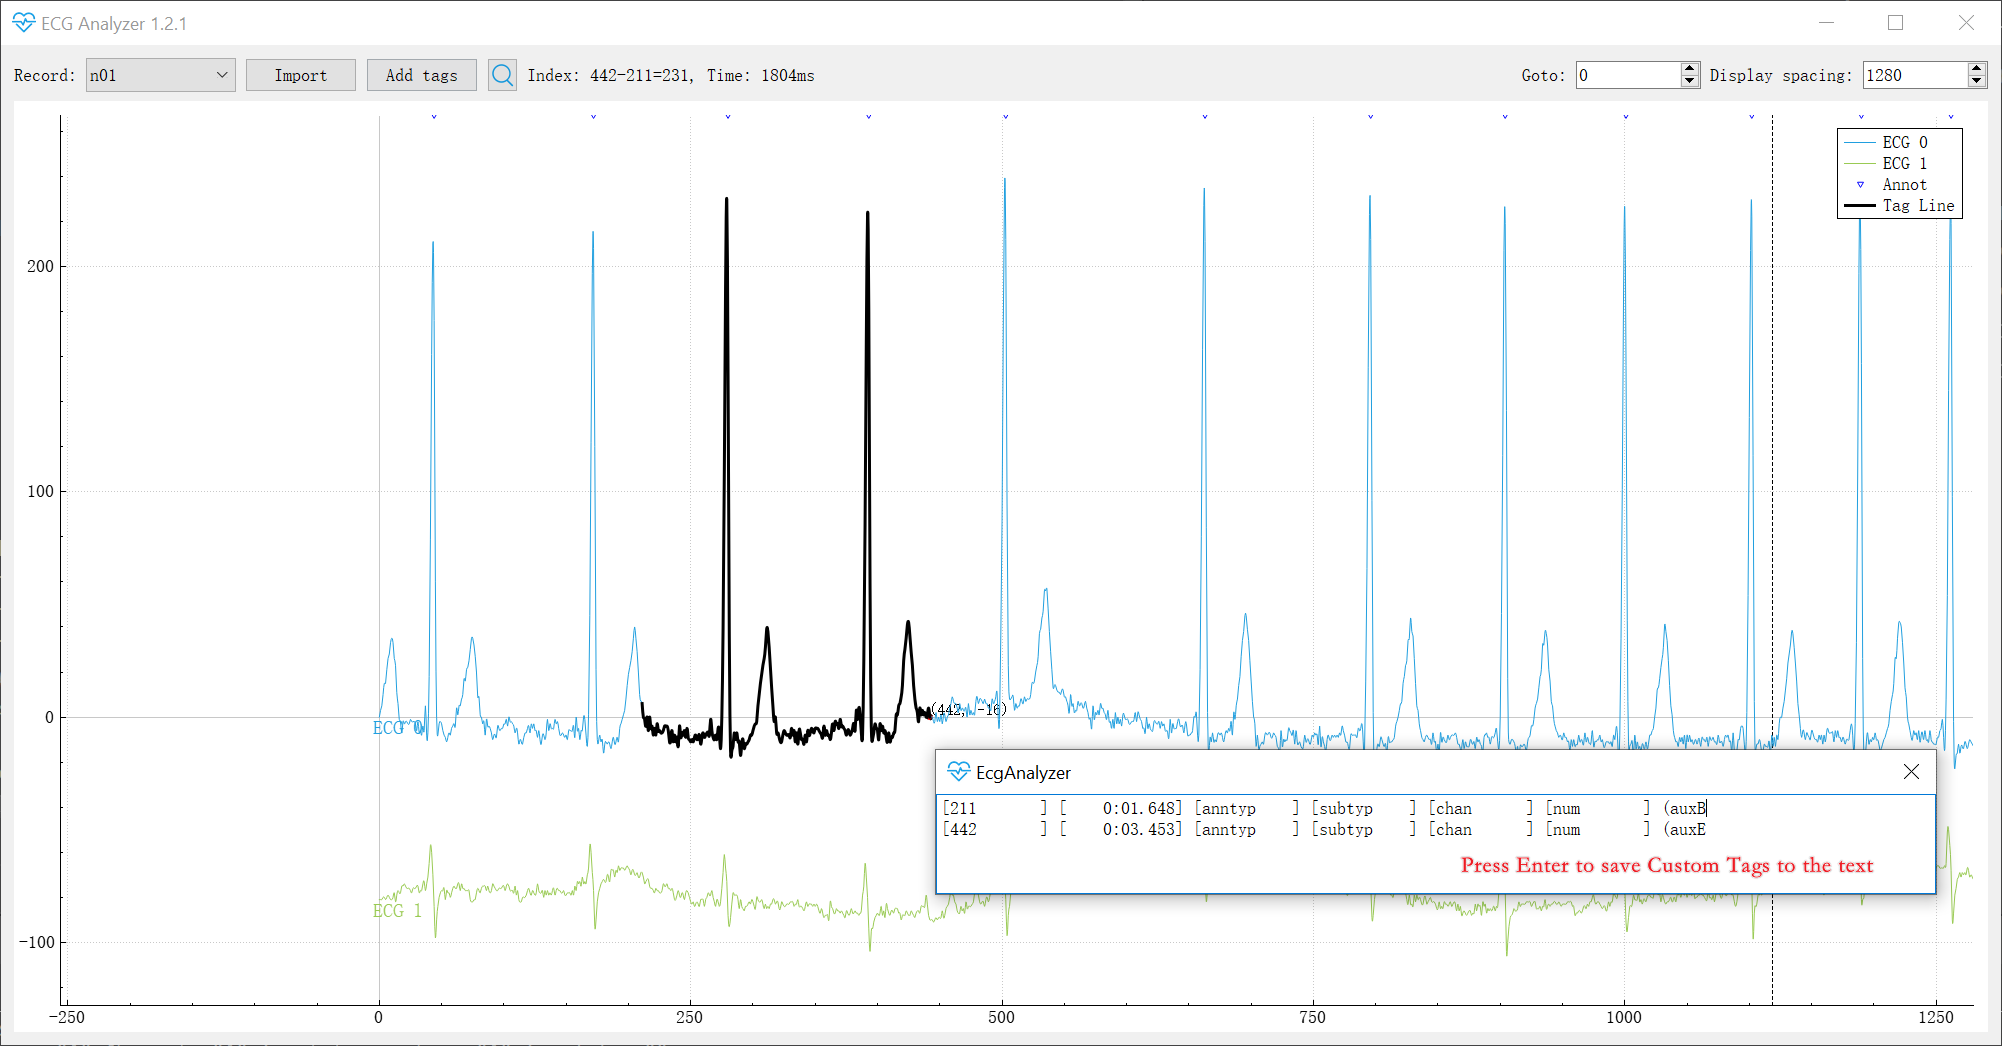 ECG Analyzer 1.2.1
Record: n01 Import Add tags Index: 442-211=231, Time: 1804ms Goto: 0 Display spacing: 1280
ECG 0
ECG 1
Annot
Tag Line
200
100
0
-100
ECG 0
(442, -16)
ECG 1
EcgAnalyzer
[211 ] [ 0:01.648] [anntyp ] [subtyp ] [chan ] [num ] (auxB
[442 ] [ 0:03.453] [anntyp ] [subtyp ] [chan ] [num ] (auxE
Press Enter to save Custom Tags to the text
-250 0 250 500 750 1000 1250